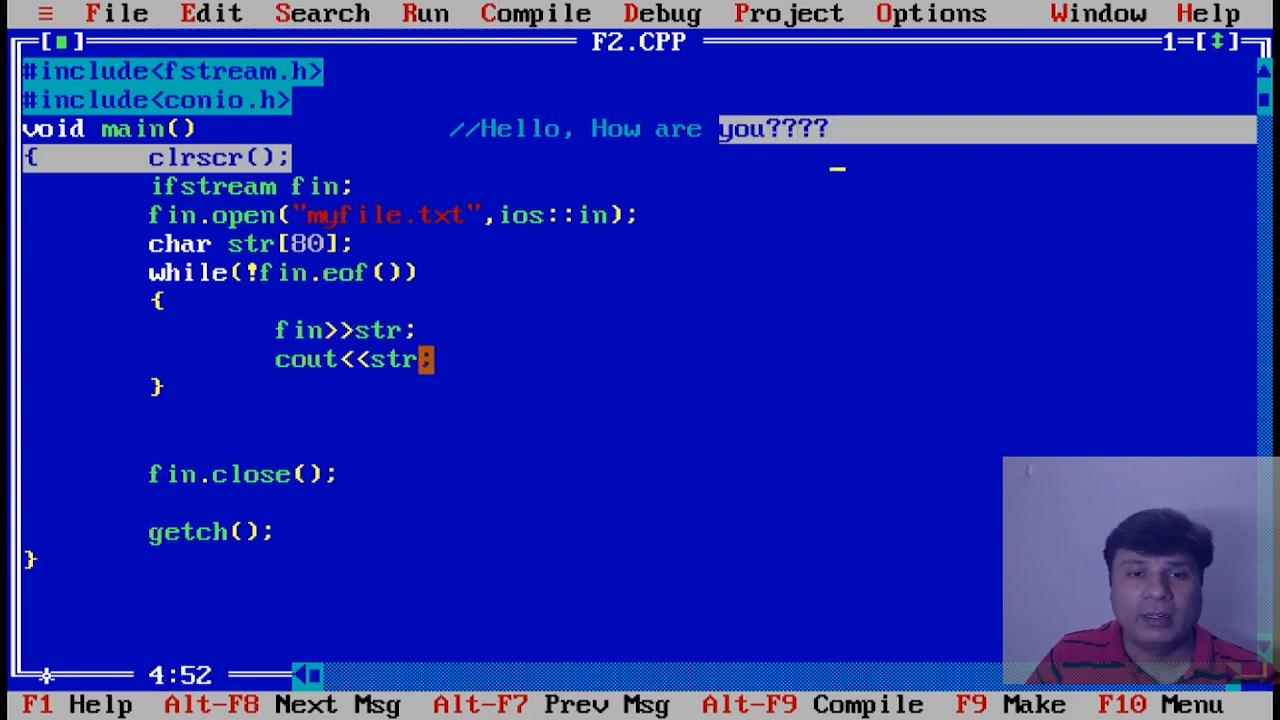 ≡ File Edit Search Run Compile Debug Project Options Window Help
[■] F2.CPP 1=[↕]
#include<fstream.h>
#include<conio.h>
void main() //Hello, How are you????
{ clrscr();
ifstream fin;
fin.open("myfile.txt",ios::in);
char str[80];
while(!fin.eof())
{
fin>>str;
cout<<str;
}
fin.close();
getch();
}
4:52
F1 Help Alt-F8 Next Msg Alt-F7 Prev Msg Alt-F9 Compile F9 Make F10 Menu